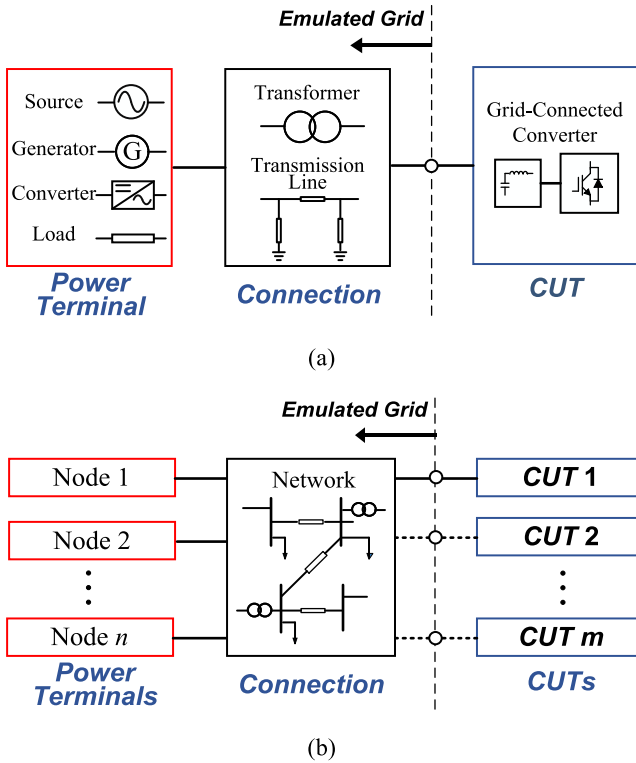 Emulated Grid
Source
Generator
G
Converter
Load
Transformer
Transmission
Line
Grid-Connected
Converter
Power
Terminal
Connection
CUT
(a)
Emulated Grid
Node 1
Node 2
Node n
Network
CUT 1
CUT 2
CUT m
Power
Terminals
Connection
CUTs
(b)